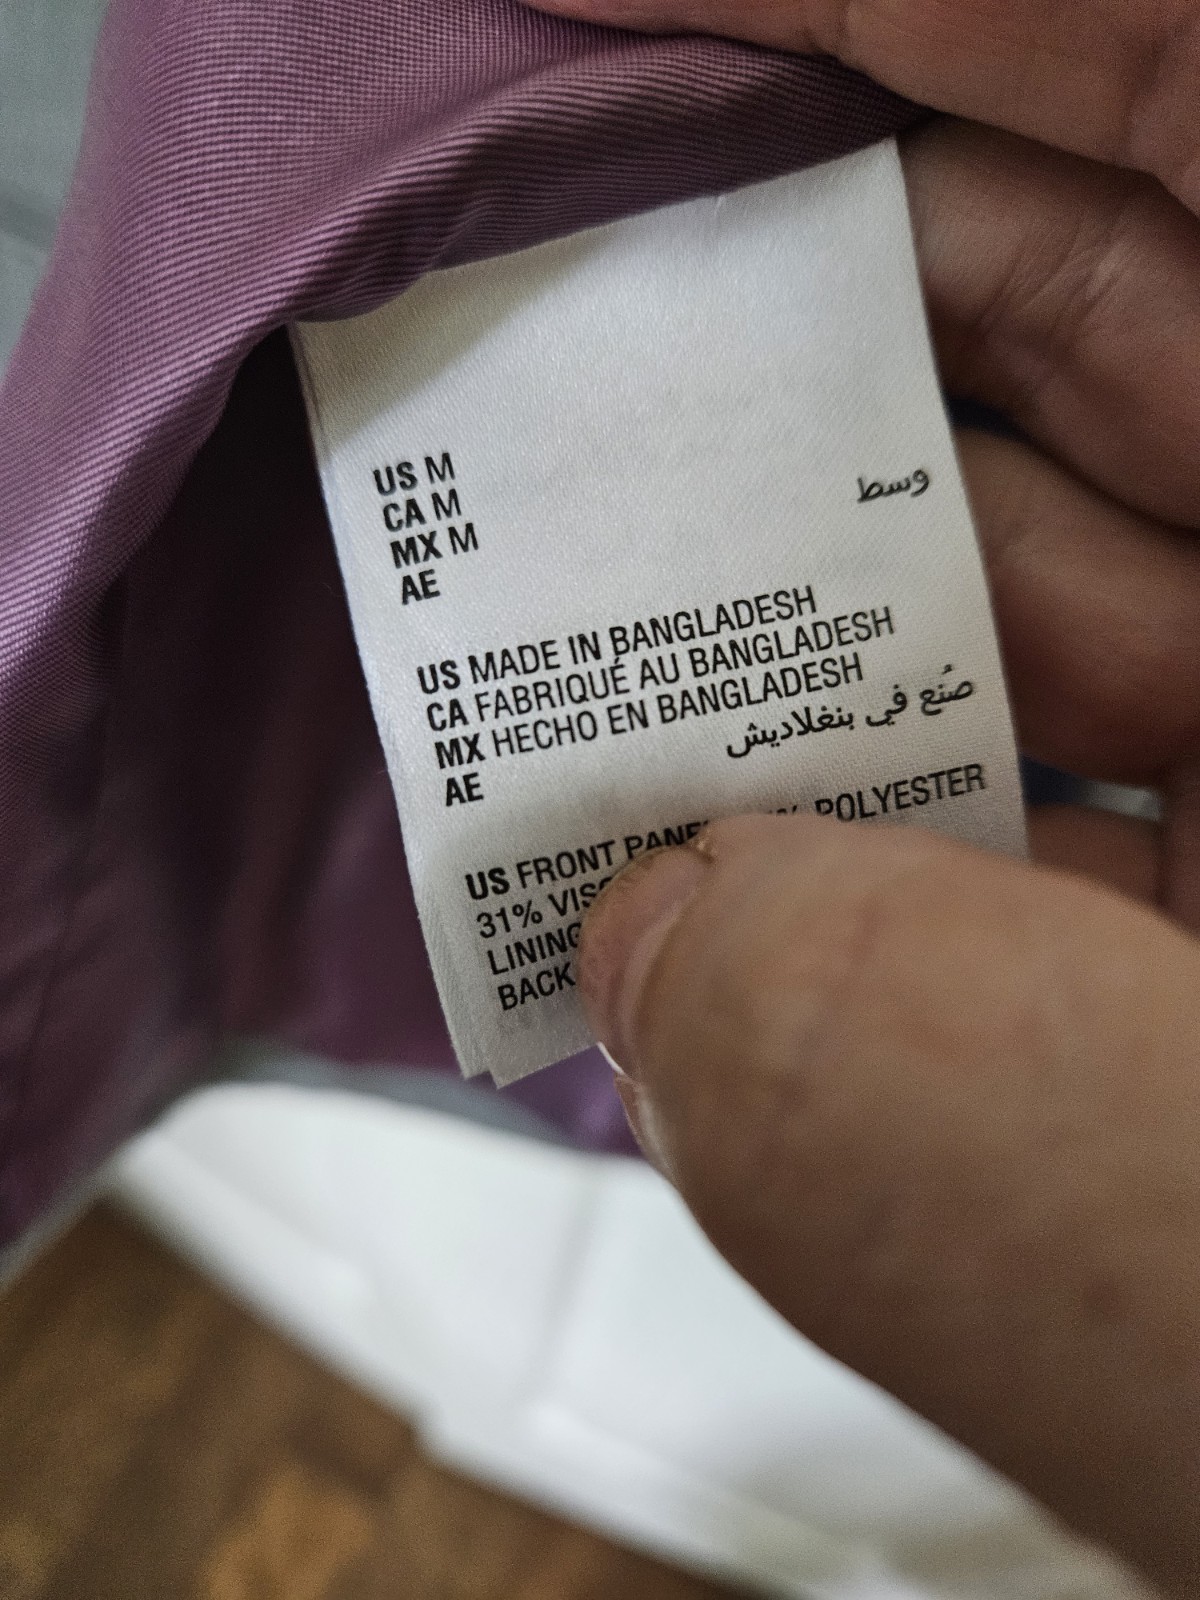 US M
CA M
MX M
AE وسط
US MADE IN BANGLADESH
CA FABRIQUÉ AU BANGLADESH
MX HECHO EN BANGLADESH
AE صُنع في بنغلاديش
US FRONT POLYESTER
31%
LINING
BACK